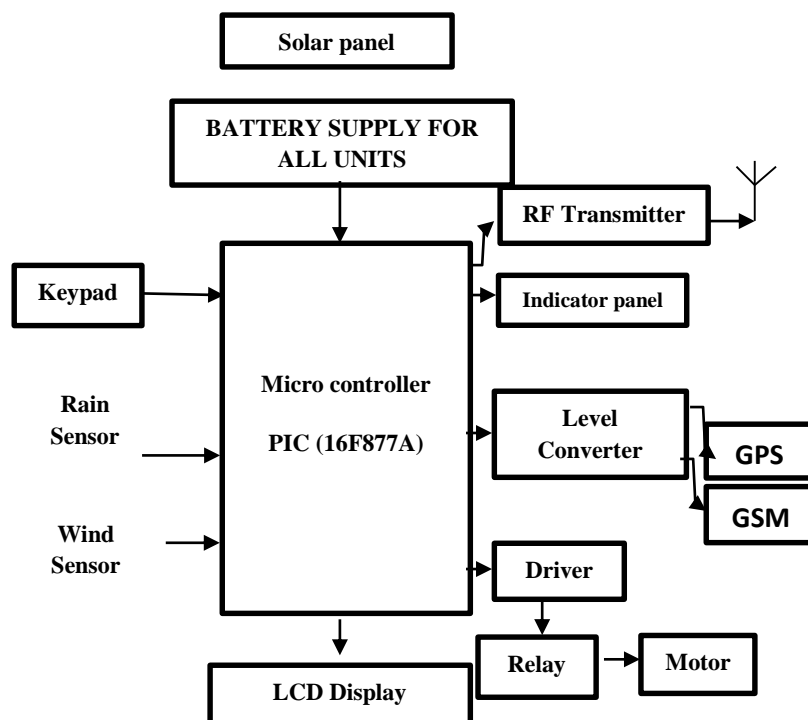 Solar panel
BATTERY SUPPLY FOR
ALL UNITS
RF Transmitter
Keypad
Indicator panel
Micro controller
PIC (16F877A)
Rain
Sensor
Level
Converter
GPS
GSM
Wind
Sensor
Driver
Relay
Motor
LCD Display